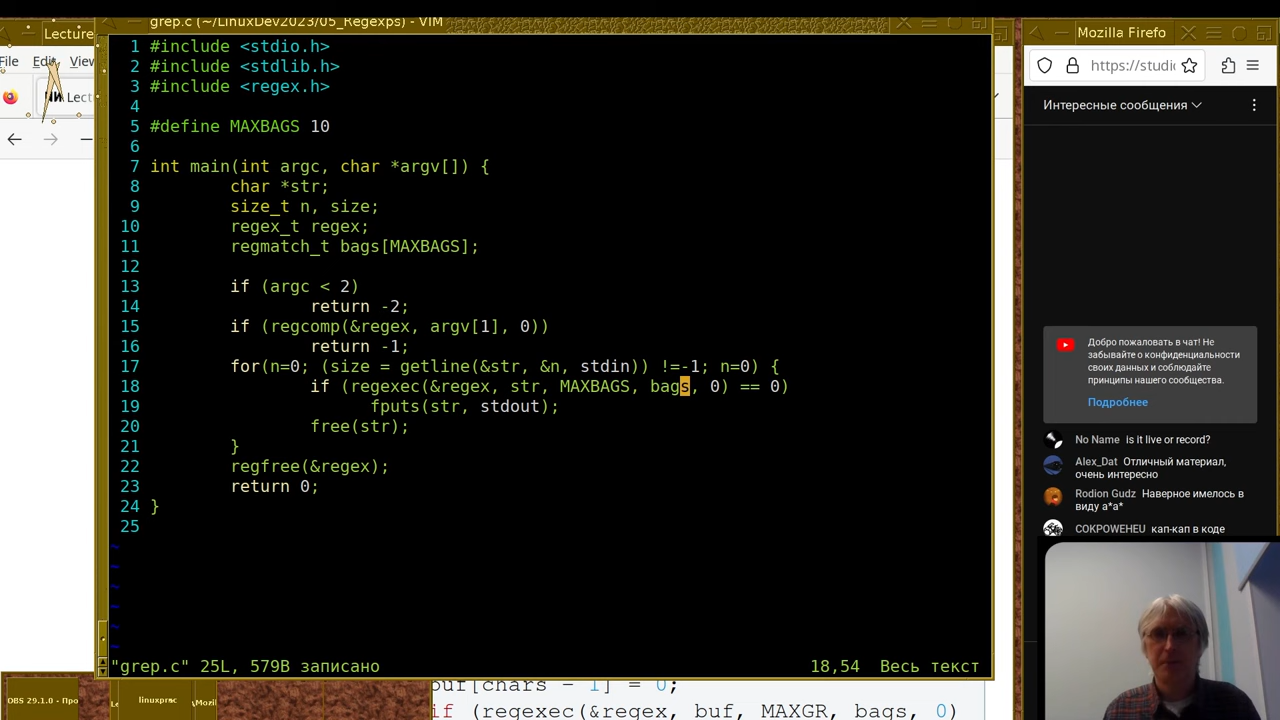 grep.c (~/LinuxDev2023/05_Regexps) - VIM
Lecture
File Edit View
Lect
1 #include <stdio.h>
2 #include <stdlib.h>
3 #include <regex.h>
4
5 #define MAXBAGS 10
6
7 int main(int argc, char *argv[]) {
8 char *str;
9 size_t n, size;
10 regex_t regex;
11 regmatch_t bags[MAXBAGS];
12
13 if (argc < 2)
14 return -2;
15 if (regcomp(&regex, argv[1], 0))
16 return -1;
17 for(n=0; (size = getline(&str, &n, stdin)) !=-1; n=0) {
18 if (regexec(&regex, str, MAXBAGS, bags, 0) == 0)
19 fputs(str, stdout);
20 free(str);
21 }
22 regfree(&regex);
23 return 0;
24 }
25
~
~
~
~
~
~
"grep.c" 25L, 579B записано 18,54 Весь текст
buf[chars - 1] = 0;
if (regexec(&regex, buf, MAXGR, bags, 0)
OBS 29.1.0 - Про
linuxprac
Mozilla Firefo
https://studi
Интересные сообщения
Добро пожаловать в чат! Не
забывайте о конфиденциальности
своих данных и соблюдайте
принципы нашего сообщества.
Подробнее
No Name is it live or record?
Alex_Dat Отличный материал,
очень интересно
Rodion Gudz Наверное имелось в
виду a*a*
COKPOWEHEU кап-кап в коде